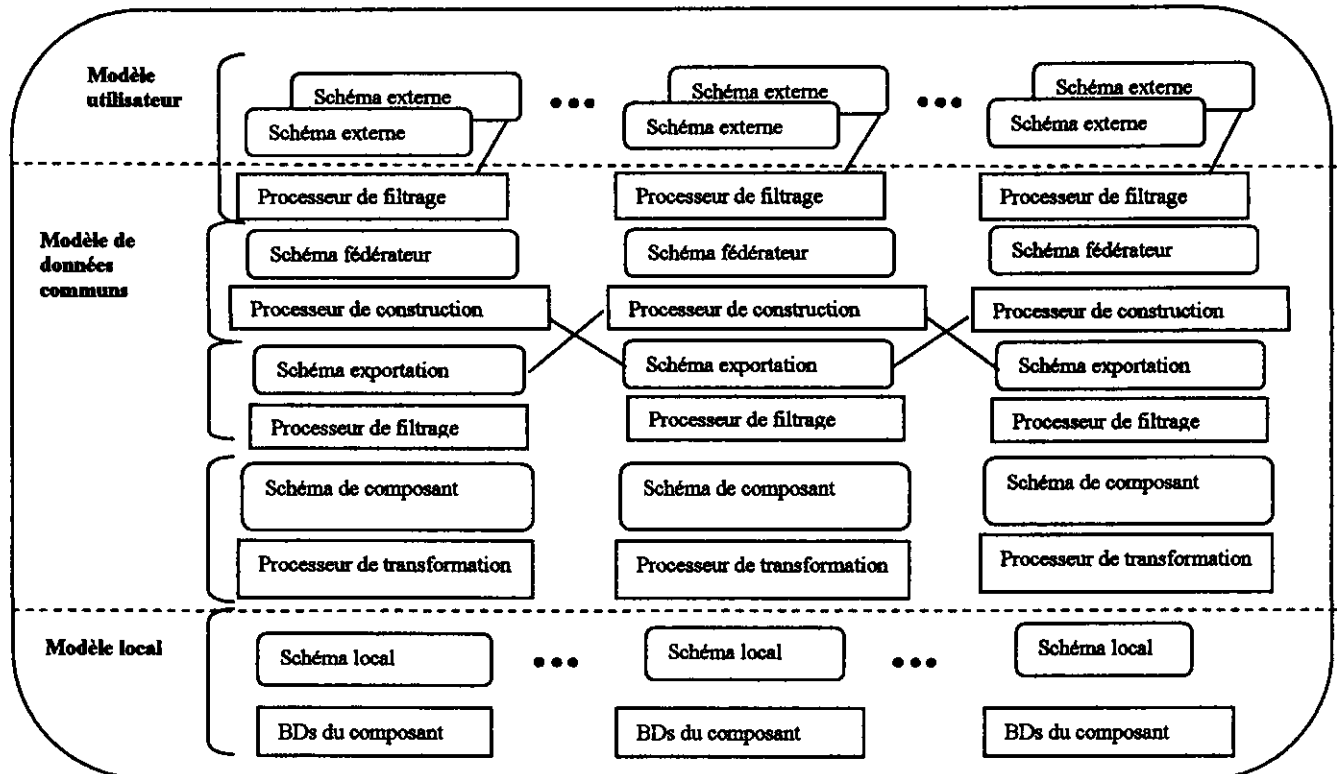 Modèle
utilisateur
Schéma externe
Schéma externe
Schéma externe
Schéma externe
Schéma externe
Schéma externe
Processeur de filtrage
Processeur de filtrage
Processeur de filtrage
Modèle de
données
communs
Schéma fédérateur
Schéma fédérateur
Schéma fédérateur
Processeur de construction
Processeur de construction
Processeur de construction
Schéma exportation
Schéma exportation
Schéma exportation
Processeur de filtrage
Processeur de filtrage
Processeur de filtrage
Schéma de composant
Schéma de composant
Schéma de composant
Processeur de transformation
Processeur de transformation
Processeur de transformation
Modèle local
Schéma local
Schéma local
Schéma local
BDs du composant
BDs du composant
BDs du composant